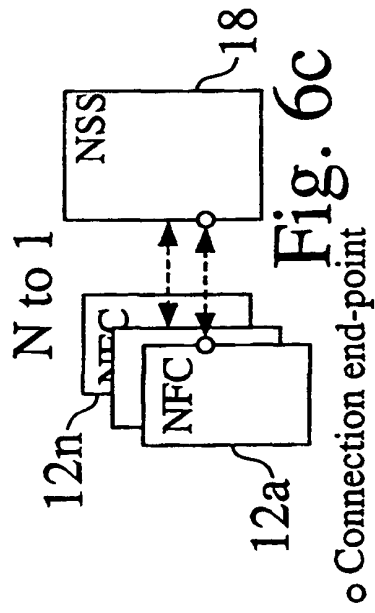 N to 1
12n
NFC
NFC
12a
NSS
18
Fig. 6c
Connection end-point